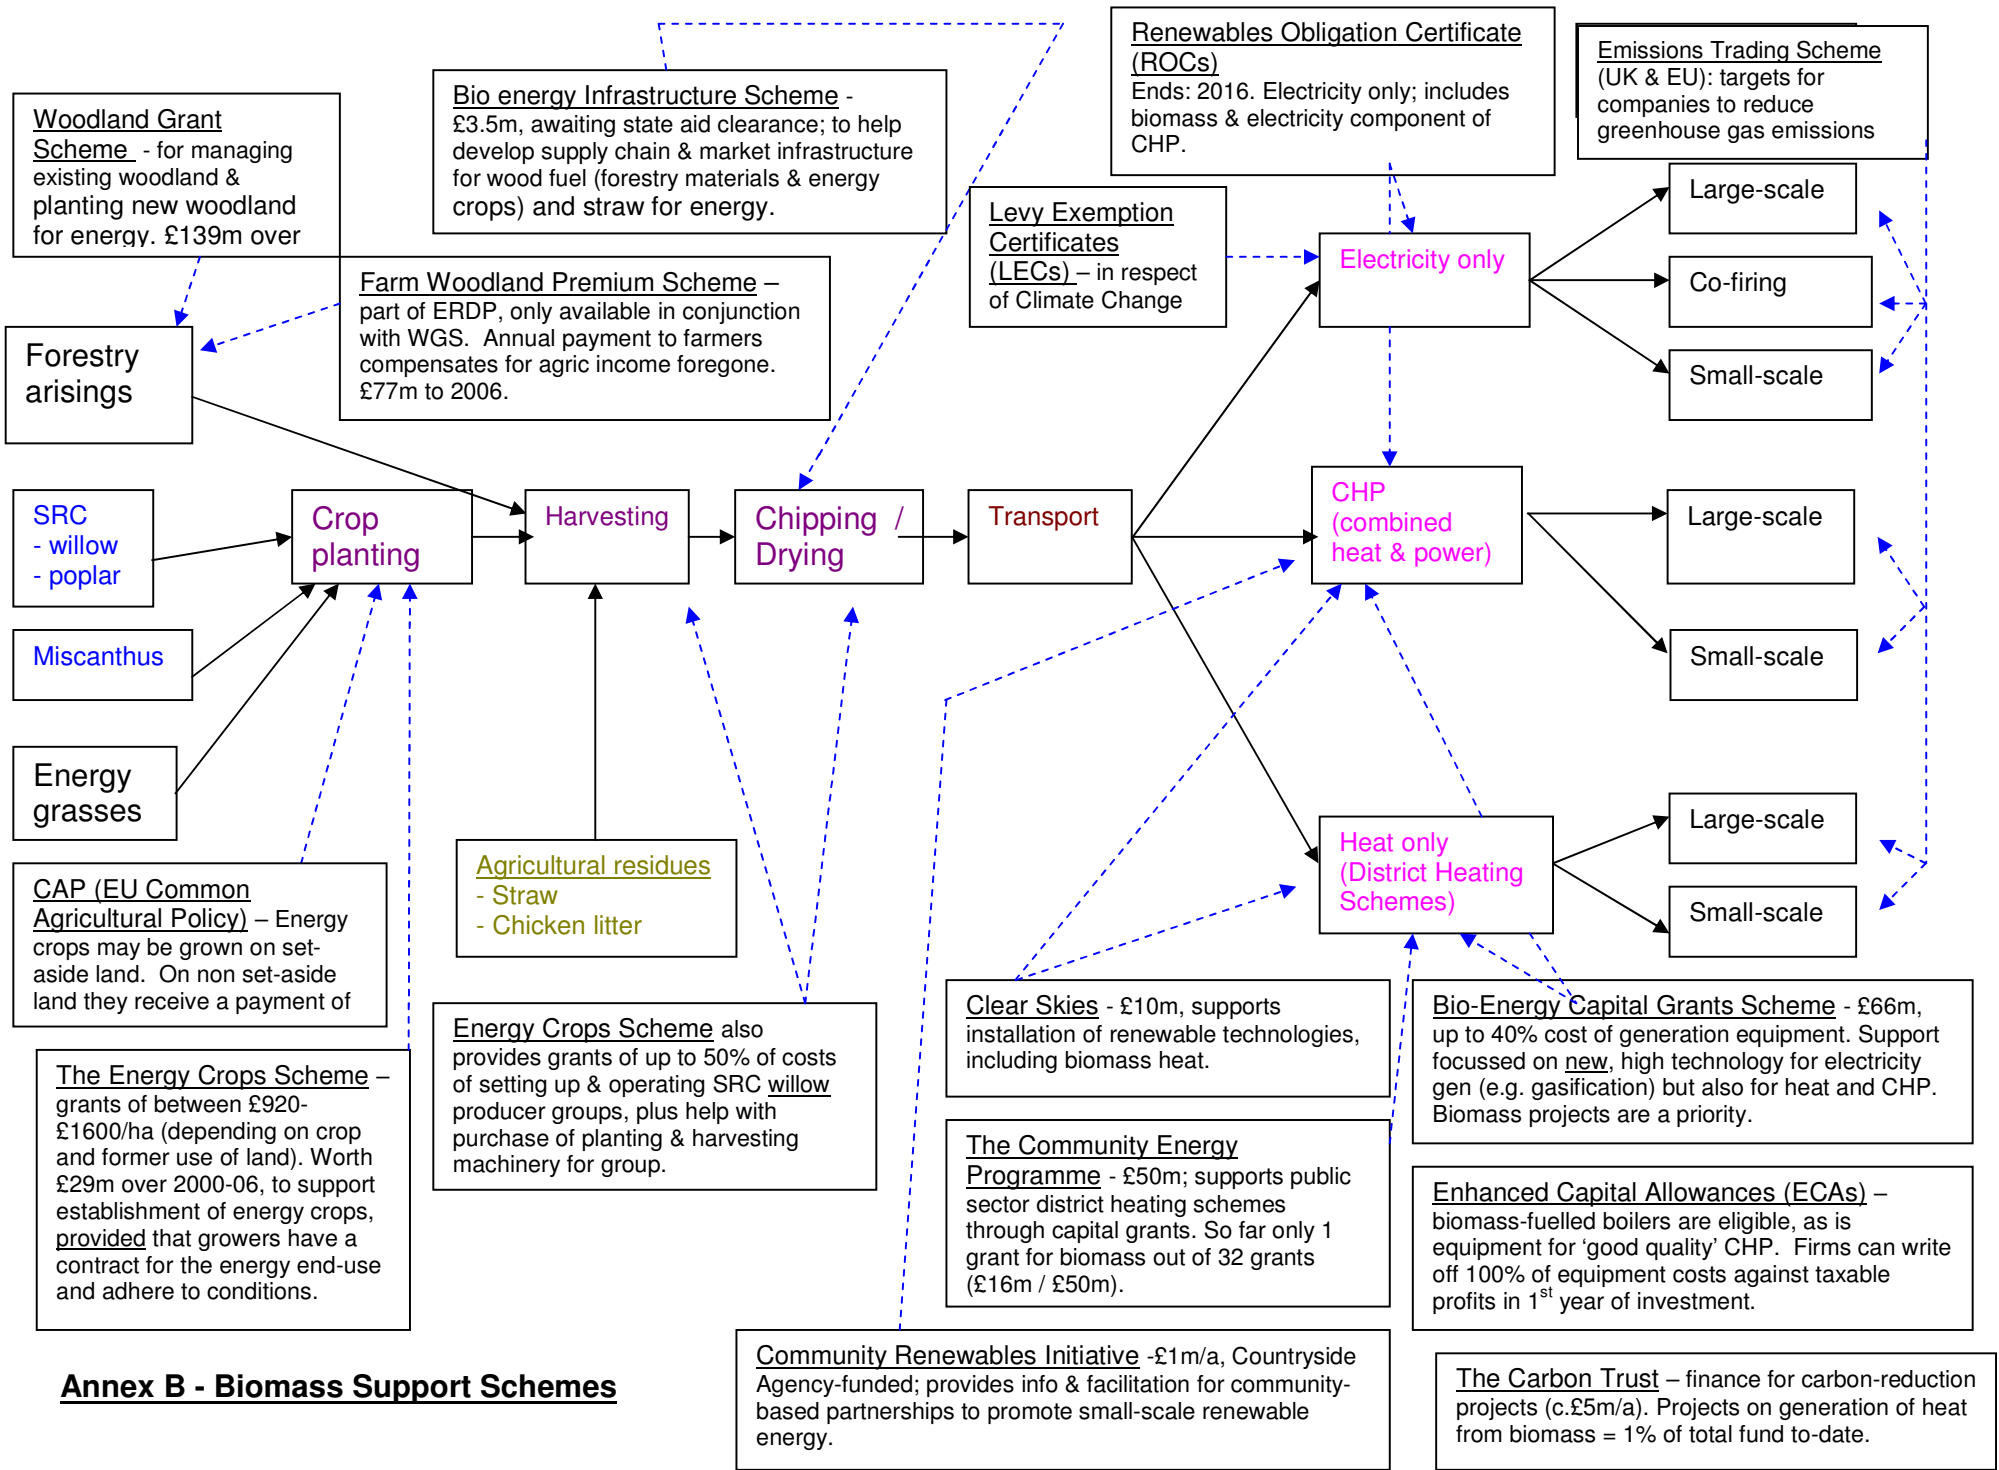 Renewables Obligation Certificate
(ROCs)
Ends: 2016. Electricity only; includes
biomass & electricity component of
CHP.
Emissions Trading Scheme
(UK & EU): targets for
companies to reduce
greenhouse gas emissions
Bio energy Infrastructure Scheme -
£3.5m, awaiting state aid clearance; to help
develop supply chain & market infrastructure
for wood fuel (forestry materials & energy
crops) and straw for energy.
Woodland Grant
Scheme - for managing
existing woodland &
planting new woodland
for energy. £139m over
Levy Exemption
Certificates
(LECs) – in respect
of Climate Change
Farm Woodland Premium Scheme –
part of ERDP, only available in conjunction
with WGS. Annual payment to farmers
compensates for agric income foregone.
£77m to 2006.
Electricity only
Large-scale
Co-firing
Small-scale
Forestry
arisings
SRC
- willow
- poplar
Crop
planting
Harvesting
Chipping /
Drying
Transport
CHP
(combined
heat & power)
Large-scale
Small-scale
Miscanthus
Energy
grasses
Heat only
(District Heating
Schemes)
Large-scale
Small-scale
Agricultural residues
- Straw
- Chicken litter
CAP (EU Common
Agricultural Policy) – Energy
crops may be grown on set-
aside land. On non set-aside
land they receive a payment of
The Energy Crops Scheme –
grants of between £920-
£1600/ha (depending on crop
and former use of land). Worth
£29m over 2000-06, to support
establishment of energy crops,
provided that growers have a
contract for the energy end-use
and adhere to conditions.
Energy Crops Scheme also
provides grants of up to 50% of costs
of setting up & operating SRC willow
producer groups, plus help with
purchase of planting & harvesting
machinery for group.
Clear Skies - £10m, supports
installation of renewable technologies,
including biomass heat.
Bio-Energy Capital Grants Scheme - £66m,
up to 40% cost of generation equipment. Support
focussed on new, high technology for electricity
gen (e.g. gasification) but also for heat and CHP.
Biomass projects are a priority.
The Community Energy
Programme - £50m; supports public
sector district heating schemes
through capital grants. So far only 1
grant for biomass out of 32 grants
(£16m / £50m).
Enhanced Capital Allowances (ECAs) –
biomass-fuelled boilers are eligible, as is
equipment for ‘good quality’ CHP. Firms can write
off 100% of equipment costs against taxable
profits in 1st year of investment.
Community Renewables Initiative -£1m/a, Countryside
Agency-funded; provides info & facilitation for community-
based partnerships to promote small-scale renewable
energy.
The Carbon Trust – finance for carbon-reduction
projects (c.£5m/a). Projects on generation of heat
from biomass = 1% of total fund to-date.
Annex B - Biomass Support Schemes